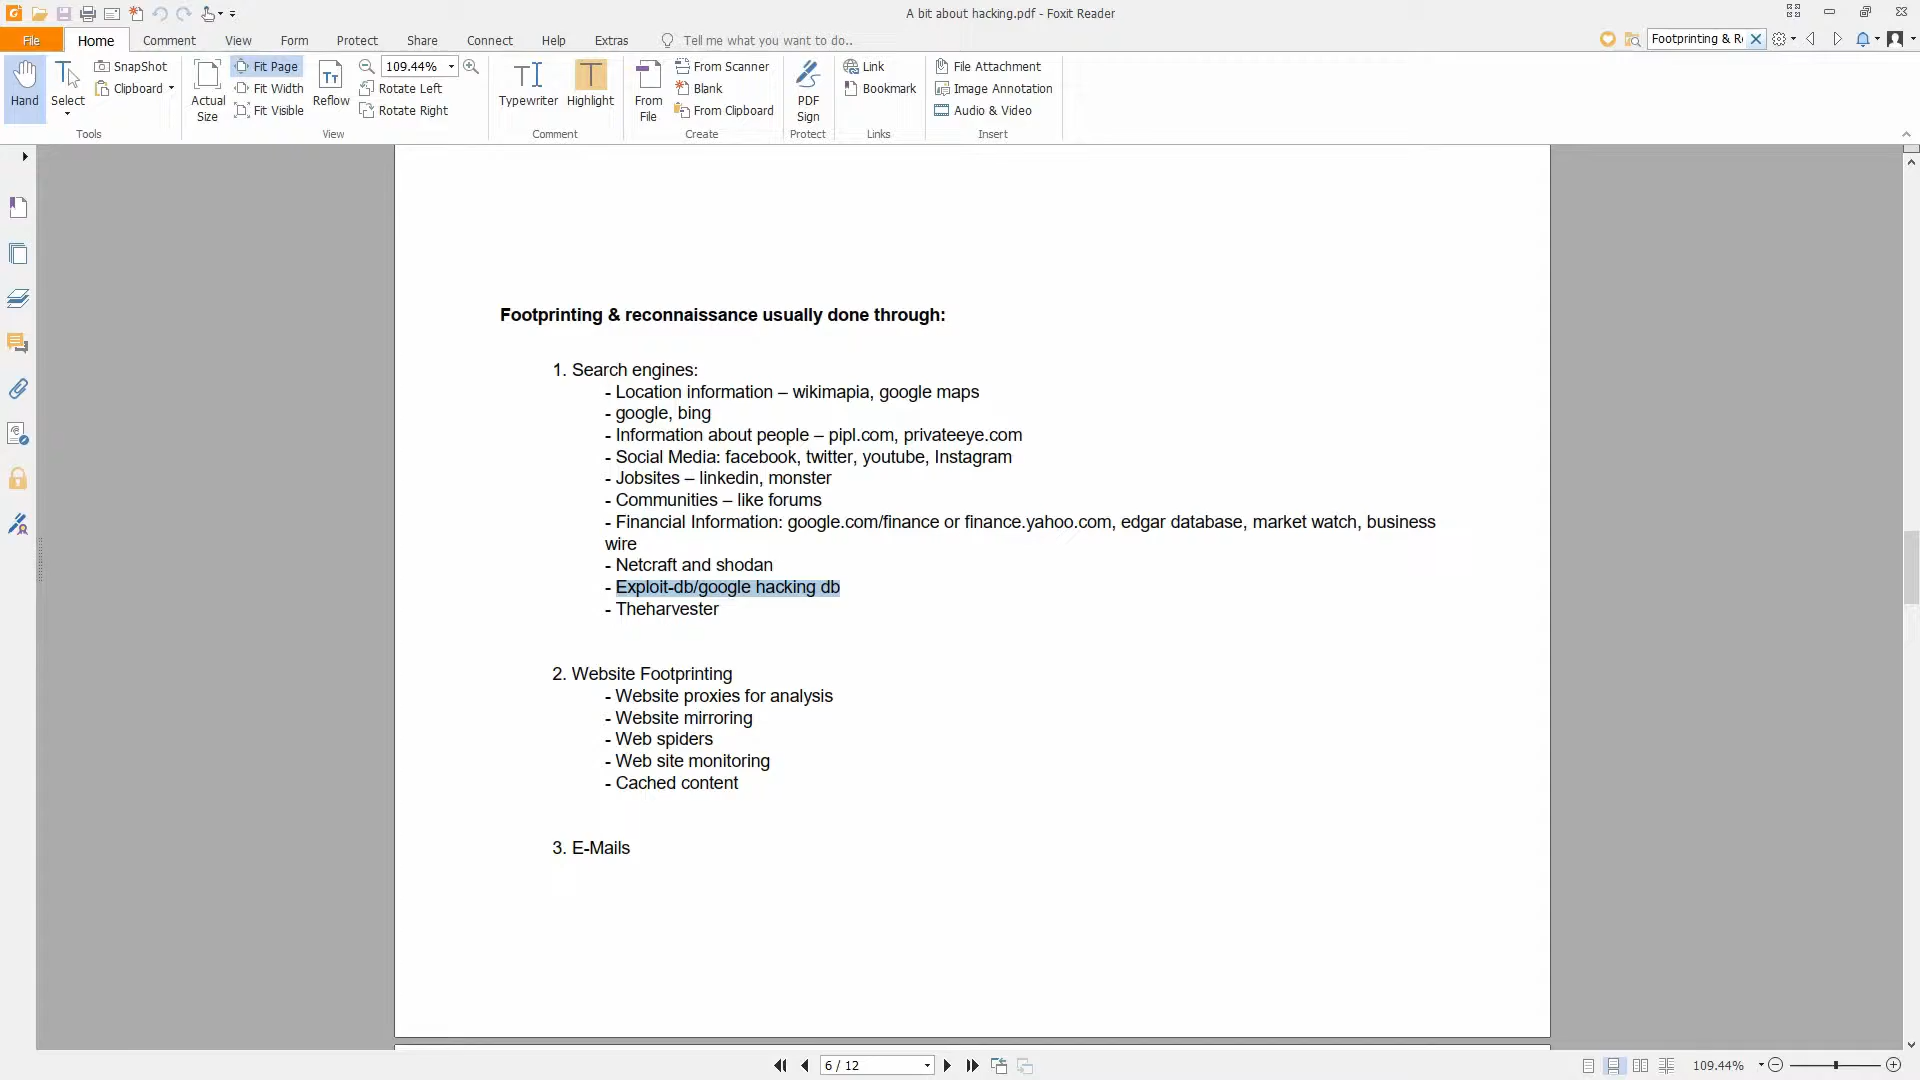 A bit about hacking.pdf - Foxit Reader
File
Home
Comment
View
Form
Protect
Share
Connect
Help
Extras
Tell me what you want to do..
Footprinting & R
Hand
Select
SnapShot
Clipboard
Tools
Actual
Size
Fit Page
Fit Width
Fit Visible
Reflow
109.44%
Rotate Left
Rotate Right
View
Typewriter
Highlight
Comment
From
File
From Scanner
Blank
From Clipboard
Create
PDF
Sign
Protect
Link
Bookmark
Links
File Attachment
Image Annotation
Audio & Video
Insert
Footprinting & reconnaissance usually done through:
1. Search engines:
- Location information – wikimapia, google maps
- google, bing
- Information about people – pipl.com, privateeye.com
- Social Media: facebook, twitter, youtube, Instagram
- Jobsites – linkedin, monster
- Communities – like forums
- Financial Information: google.com/finance or finance.yahoo.com, edgar database, market watch, business
wire
- Netcraft and shodan
- Exploit-db/google hacking db
- Theharvester
2. Website Footprinting
- Website proxies for analysis
- Website mirroring
- Web spiders
- Web site monitoring
- Cached content
3. E-Mails
6 / 12
109.44%